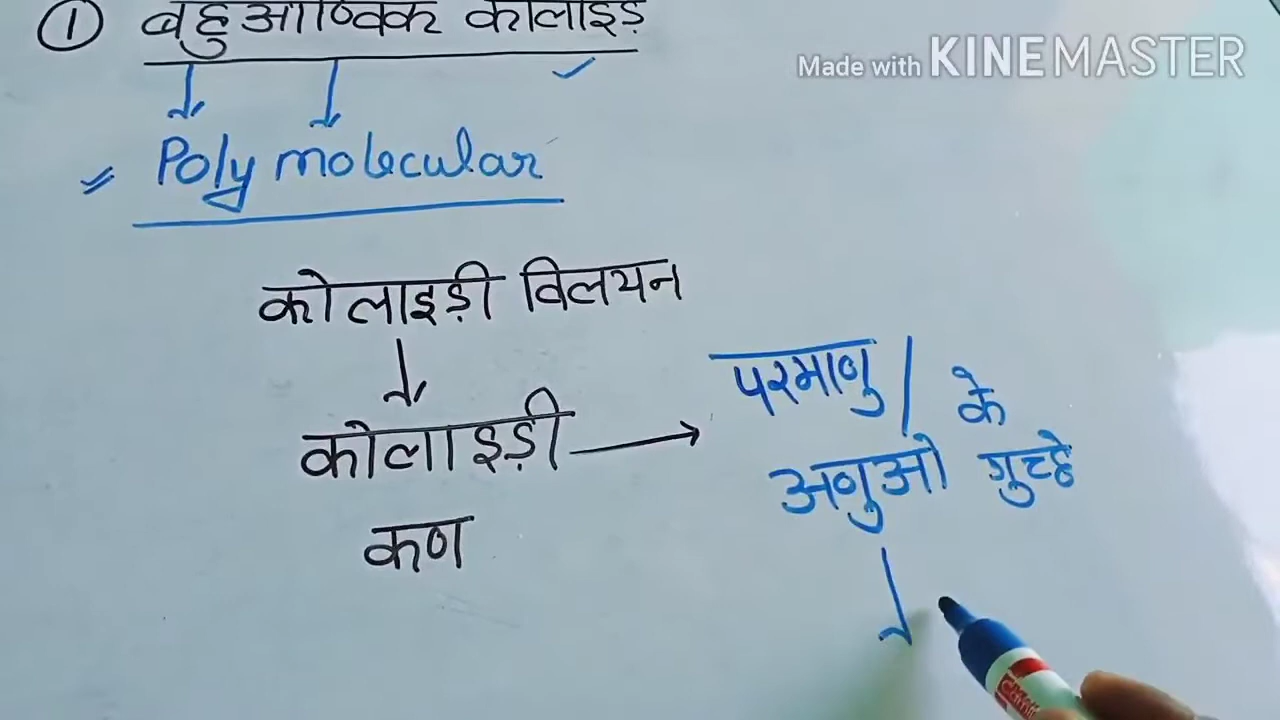 ① बहुआण्विक कोलाइड
Made with KINEMASTER
Poly molecular
कोलाइड़ी विलयन
परमाणु/ के
कोलाइड़ी
अणुओ गुच्छे
कण